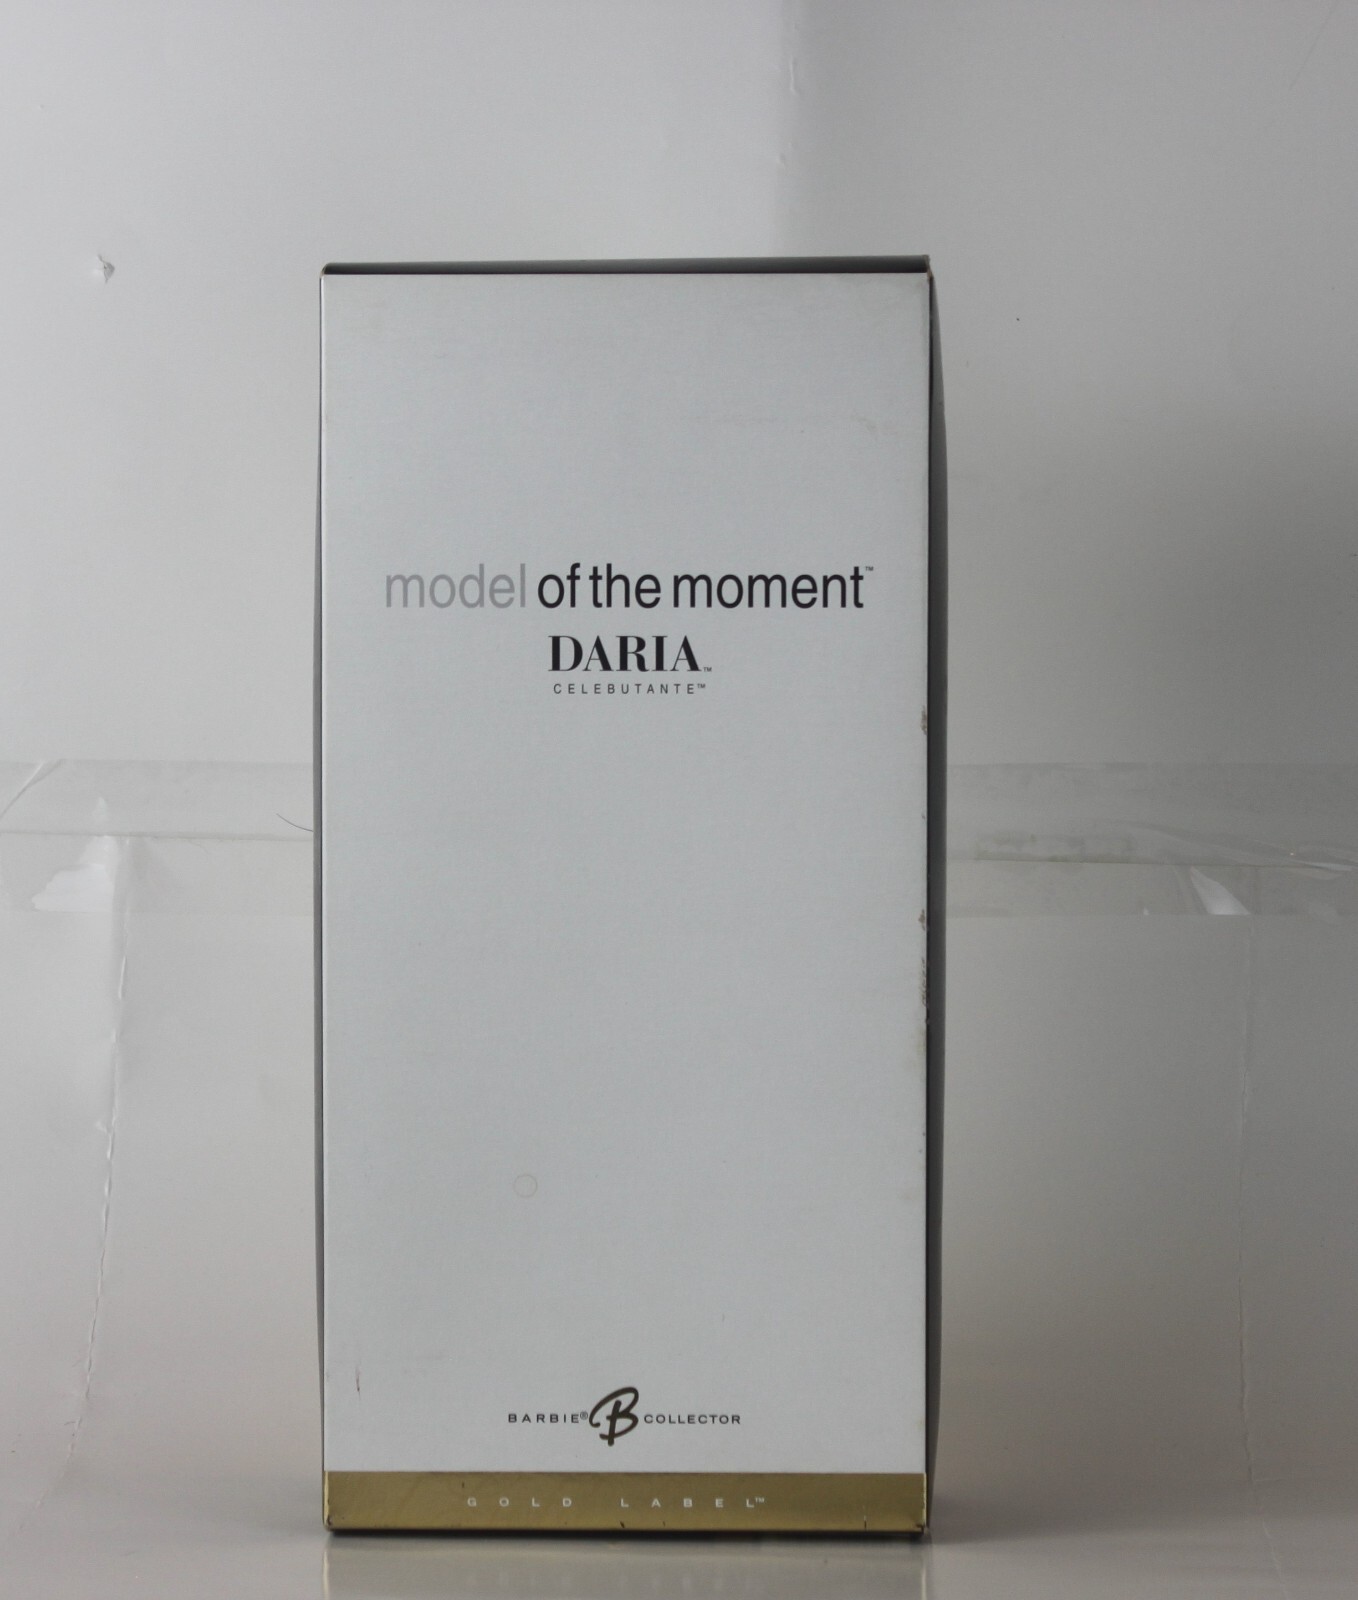 model of the moment™
DARIA™
CELEBUTANTE™
BARBIE® B COLLECTOR
GOLD LABEL™